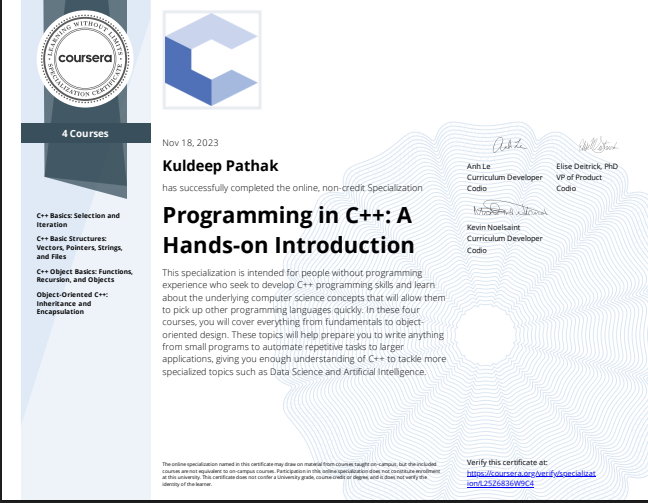 LEARNING WITHOUT LIMITS
coursera
SPECIALIZATION CERTIFICATE
4 Courses
C++ Basics: Selection and
Iteration
C++ Basic Structures:
Vectors, Pointers, Strings,
and Files
C++ Object Basics: Functions,
Recursion, and Objects
Object-Oriented C++:
Inheritance and
Encapsulation
Nov 18, 2023
Kuldeep Pathak
has successfully completed the online, non-credit Specialization
Programming in C++: A
Hands-on Introduction
This specialization is intended for people without programming
experience who seek to develop C++ programming skills and learn
about the underlying computer science concepts that will allow them
to pick up other programming languages quickly. In these four
courses, you will cover everything from fundamentals to object-
oriented design. These topics will help prepare you to write anything
from small programs to automate repetitive tasks to larger
applications, giving you enough understanding of C++ to tackle more
specialized topics such as Data Science and Artificial Intelligence.
Anh Le
Anh Le
Curriculum Developer
Codio
Elise Deitrick, PhD
VP of Product
Codio
Kevin Noelsaint
Curriculum Developer
Codio
The online specialization named in this certificate may draw on material from courses taught on-campus, but the included
courses are not equivalent to on-campus courses. Participation in this online specialization does not constitute enrollment
at this university. This certificate does not confer a University grade, course credit or degree, and it does not verify the
identity of the learner.
Verify this certificate at:
https://coursera.org/verify/specializat
ion/L25Z6836W9C4